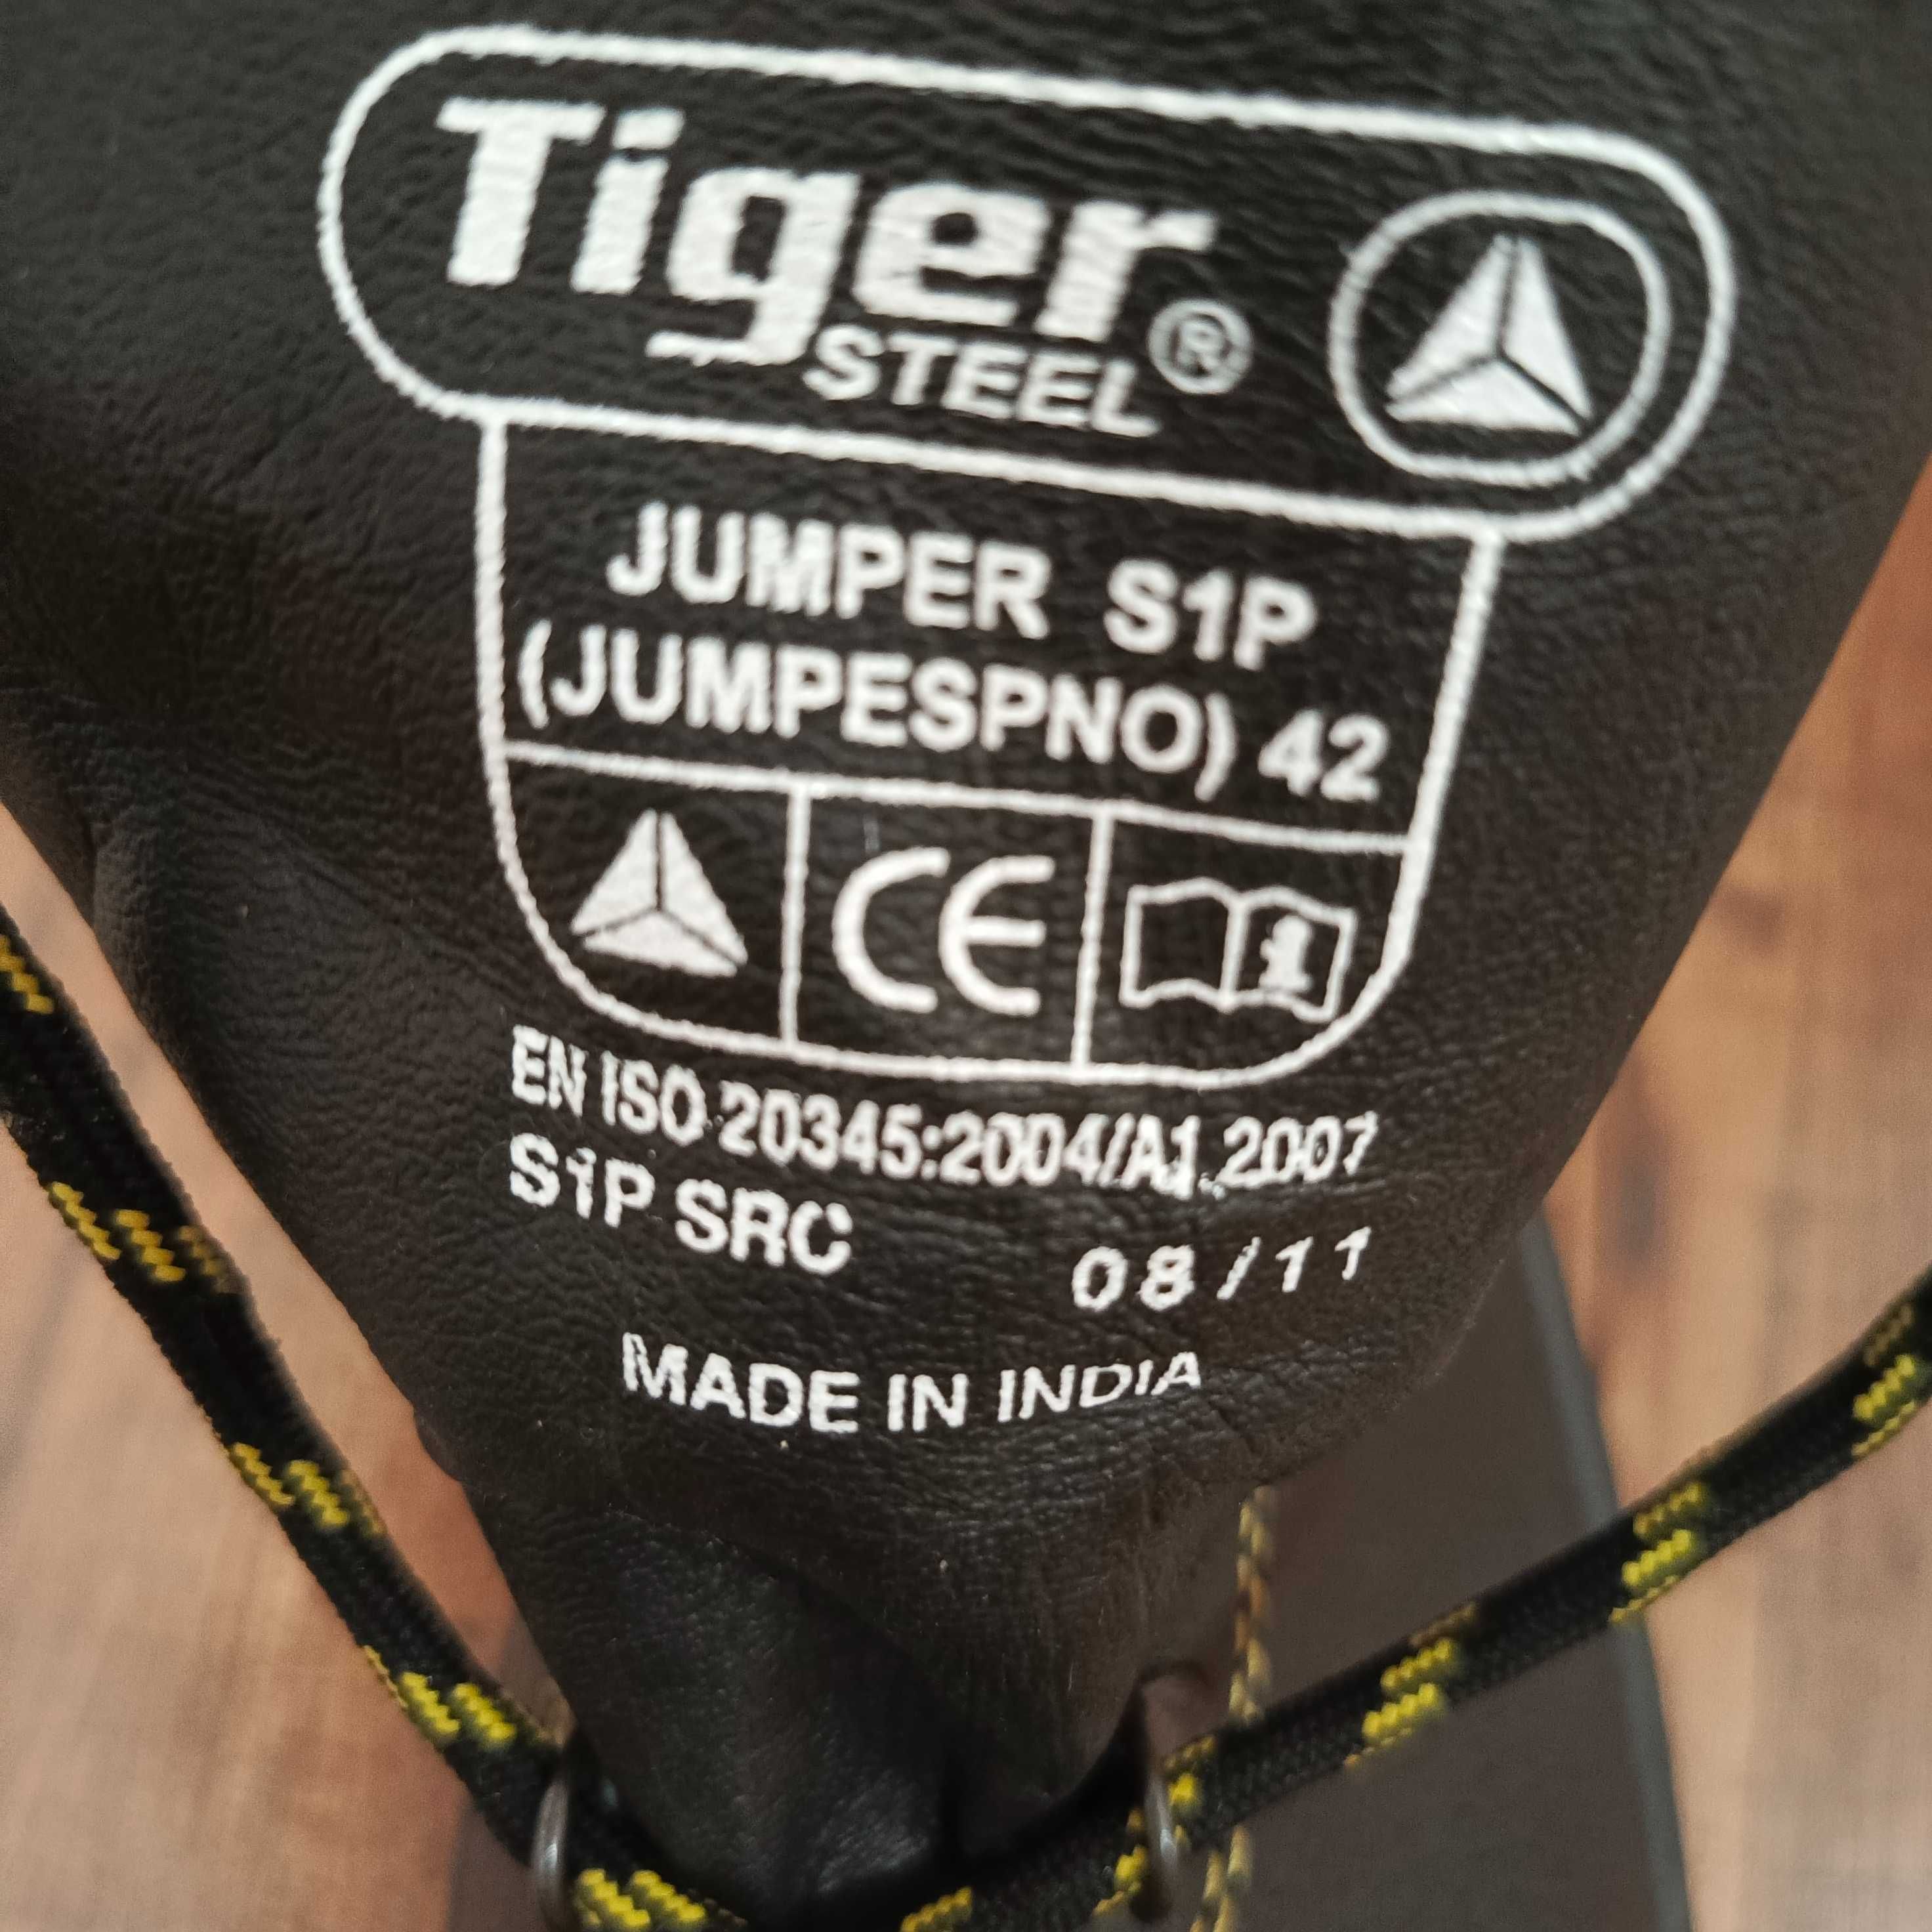 Tiger
STEEL®
JUMPER S1P
(JUMPESPNO) 42
CE
EN ISO 20345:2004/A1 2007
S1P SRC
08/11
MADE IN INDIA